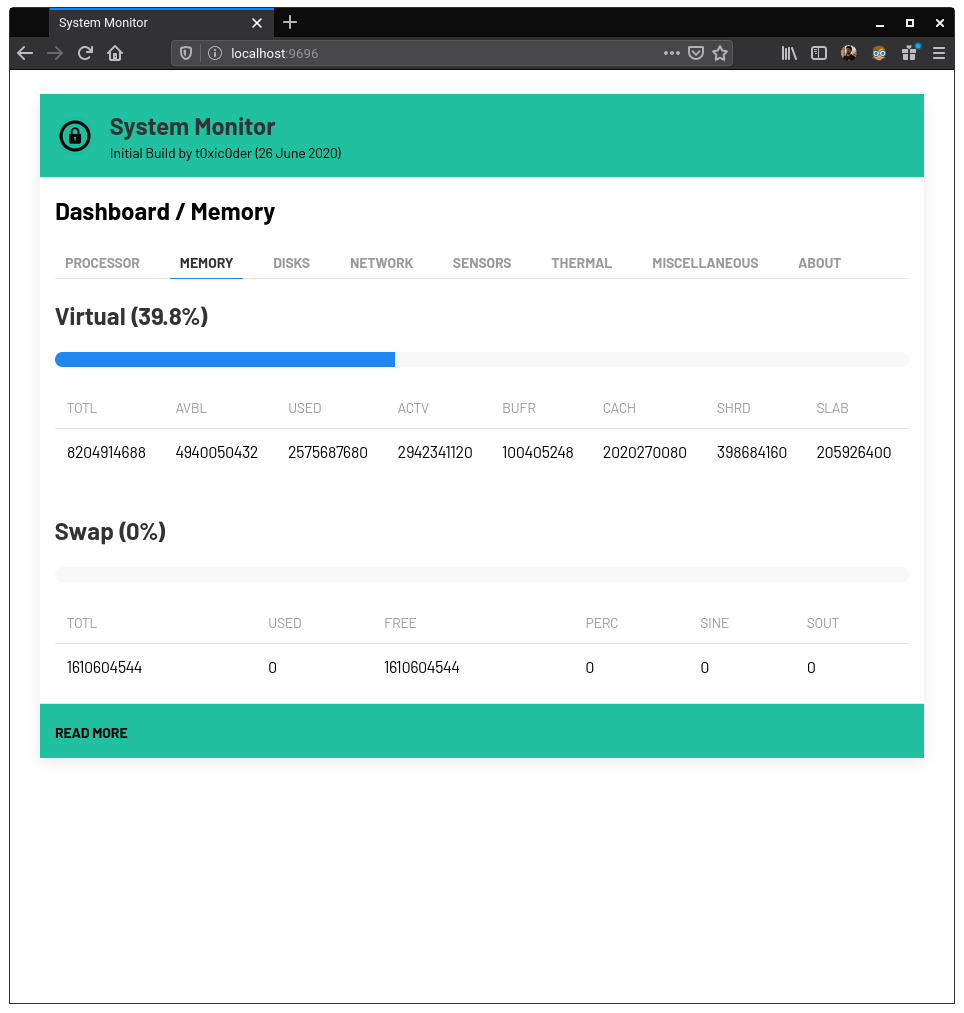 System Monitor
localhost:9696
System Monitor
Initial Build by t0xic0der (26 June 2020)
Dashboard / Memory
PROCESSOR MEMORY DISKS NETWORK SENSORS THERMAL MISCELLANEOUS ABOUT
Virtual (39.8%)
TOTL AVBL USED ACTV BUFR CACH SHRD SLAB
8204914688 4940050432 2575687680 2942341120 100405248 2020270080 398684160 205926400
Swap (0%)
TOTL USED FREE PERC SINE SOUT
1610604544 0 1610604544 0 0 0
READ MORE